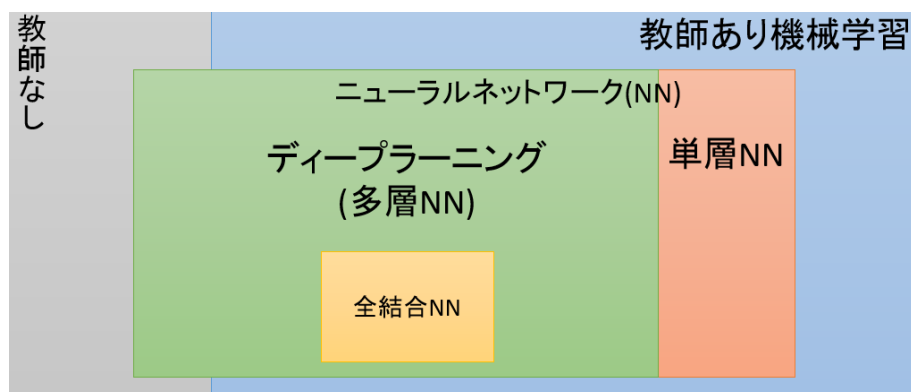 教師なし
教師あり機械学習
ニューラルネットワーク(NN)
ディープラーニング
(多層NN)
単層NN
全結合NN